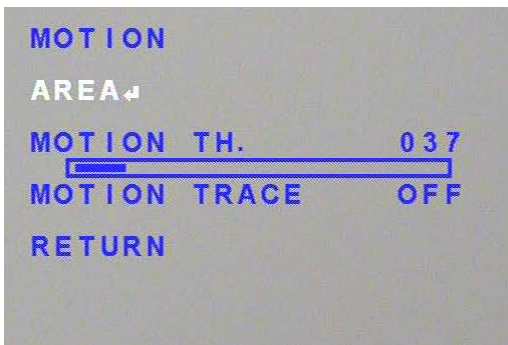 MOTION
AREA↵
MOTION TH. 037
MOTION TRACE OFF
RETURN